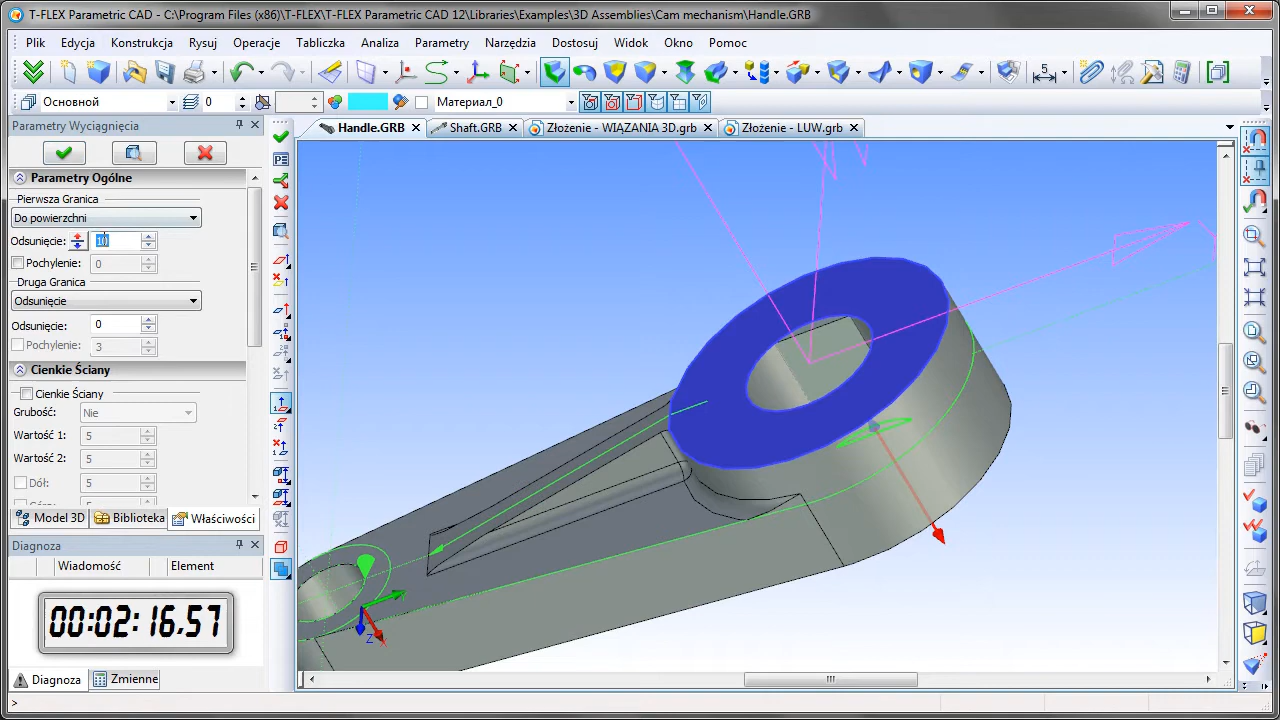 T-FLEX Parametric CAD - C:\Program Files (x86)\T-FLEX\T-FLEX Parametric CAD 12\Libraries\Examples\3D Assemblies\Cam mechanism\Handle.GRB
Plik Edycja Konstrukcja Rysuj Operacje Tabliczka Analiza Parametry Narzędzia Dostosuj Widok Okno Pomoc
Основной 0 Материал_0
Parametry Wyciągnięcia
Handle.GRB Shaft.GRB Złożenie - WIĄZANIA 3D.grb Złożenie - LUW.grb
Parametry Ogólne
Pierwsza Granica
Do powierzchni
Odsunięcie: 10
Pochylenie: 0
Druga Granica
Odsunięcie
Odsunięcie: 0
Pochylenie: 3
Cienkie Ściany
Cienkie Ściany
Grubość: Nie
Wartość 1: 5
Wartość 2: 5
Dół: 5
Model 3D Biblioteka Właściwości
Diagnoza
Wiadomość Element
00:02:16.57
Z
Diagnoza Zmienne
>